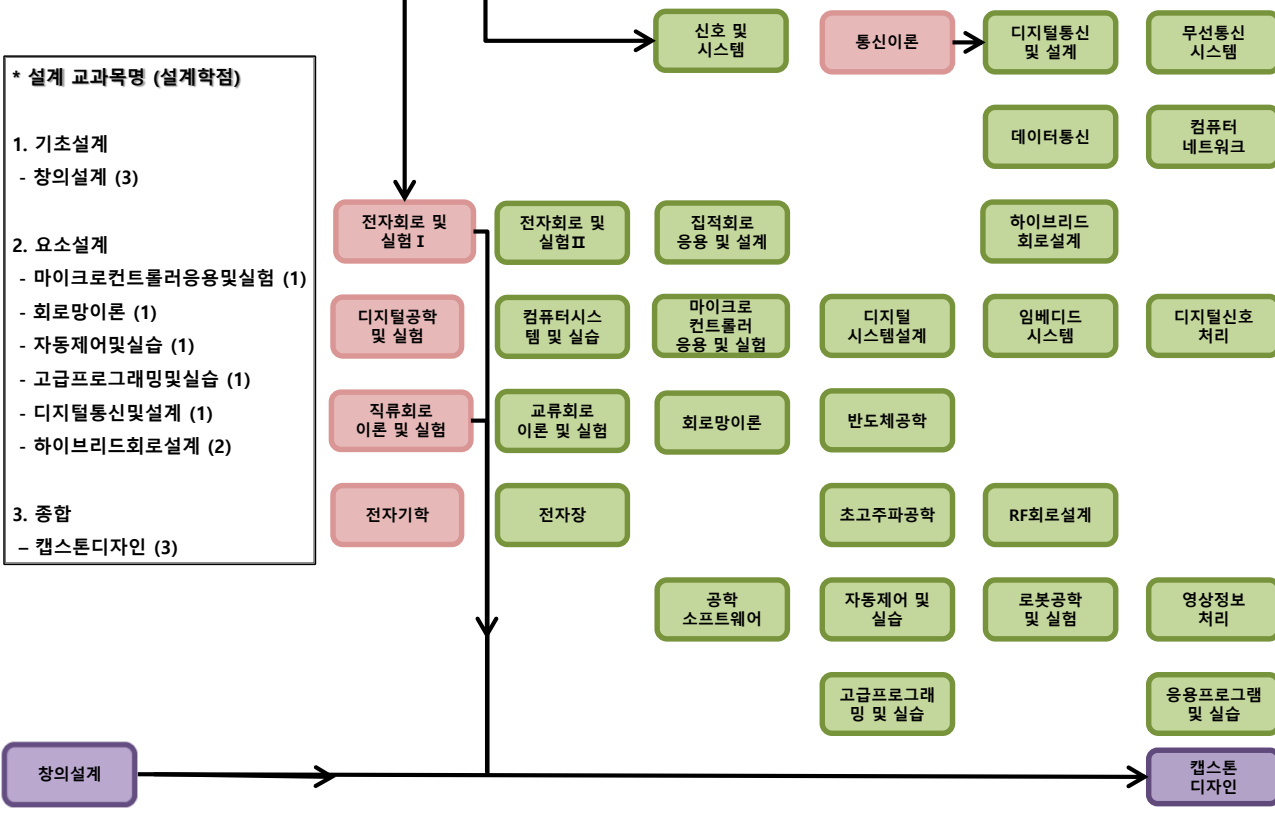 신호 및
시스템
통신이론
디지털통신
및 설계
무선통신
시스템
* 설계 교과목명 (설계학점)
1. 기초설계
- 창의설계 (3)
2. 요소설계
- 마이크로컨트롤러응용및실험 (1)
- 회로망이론 (1)
- 자동제어및실습 (1)
- 고급프로그래밍및실습 (1)
- 디지털통신및설계 (1)
- 하이브리드회로설계 (2)
3. 종합
– 캡스톤디자인 (3)
데이터통신
컴퓨터
네트워크
전자회로 및
실험 I
전자회로 및
실험II
집적회로
응용 및 설계
하이브리드
회로설계
디지털공학
및 실험
컴퓨터시스
템 및 실습
마이크로
컨트롤러
응용 및 실험
디지털
시스템설계
임베디드
시스템
디지털신호
처리
직류회로
이론 및 실험
교류회로
이론 및 실험
회로망이론
반도체공학
전자기학
전자장
초고주파공학
RF회로설계
공학
소프트웨어
자동제어 및
실습
로봇공학
및 실험
영상정보
처리
고급프로그래
밍 및 실습
응용프로그램
및 실습
창의설계
캡스톤
디자인